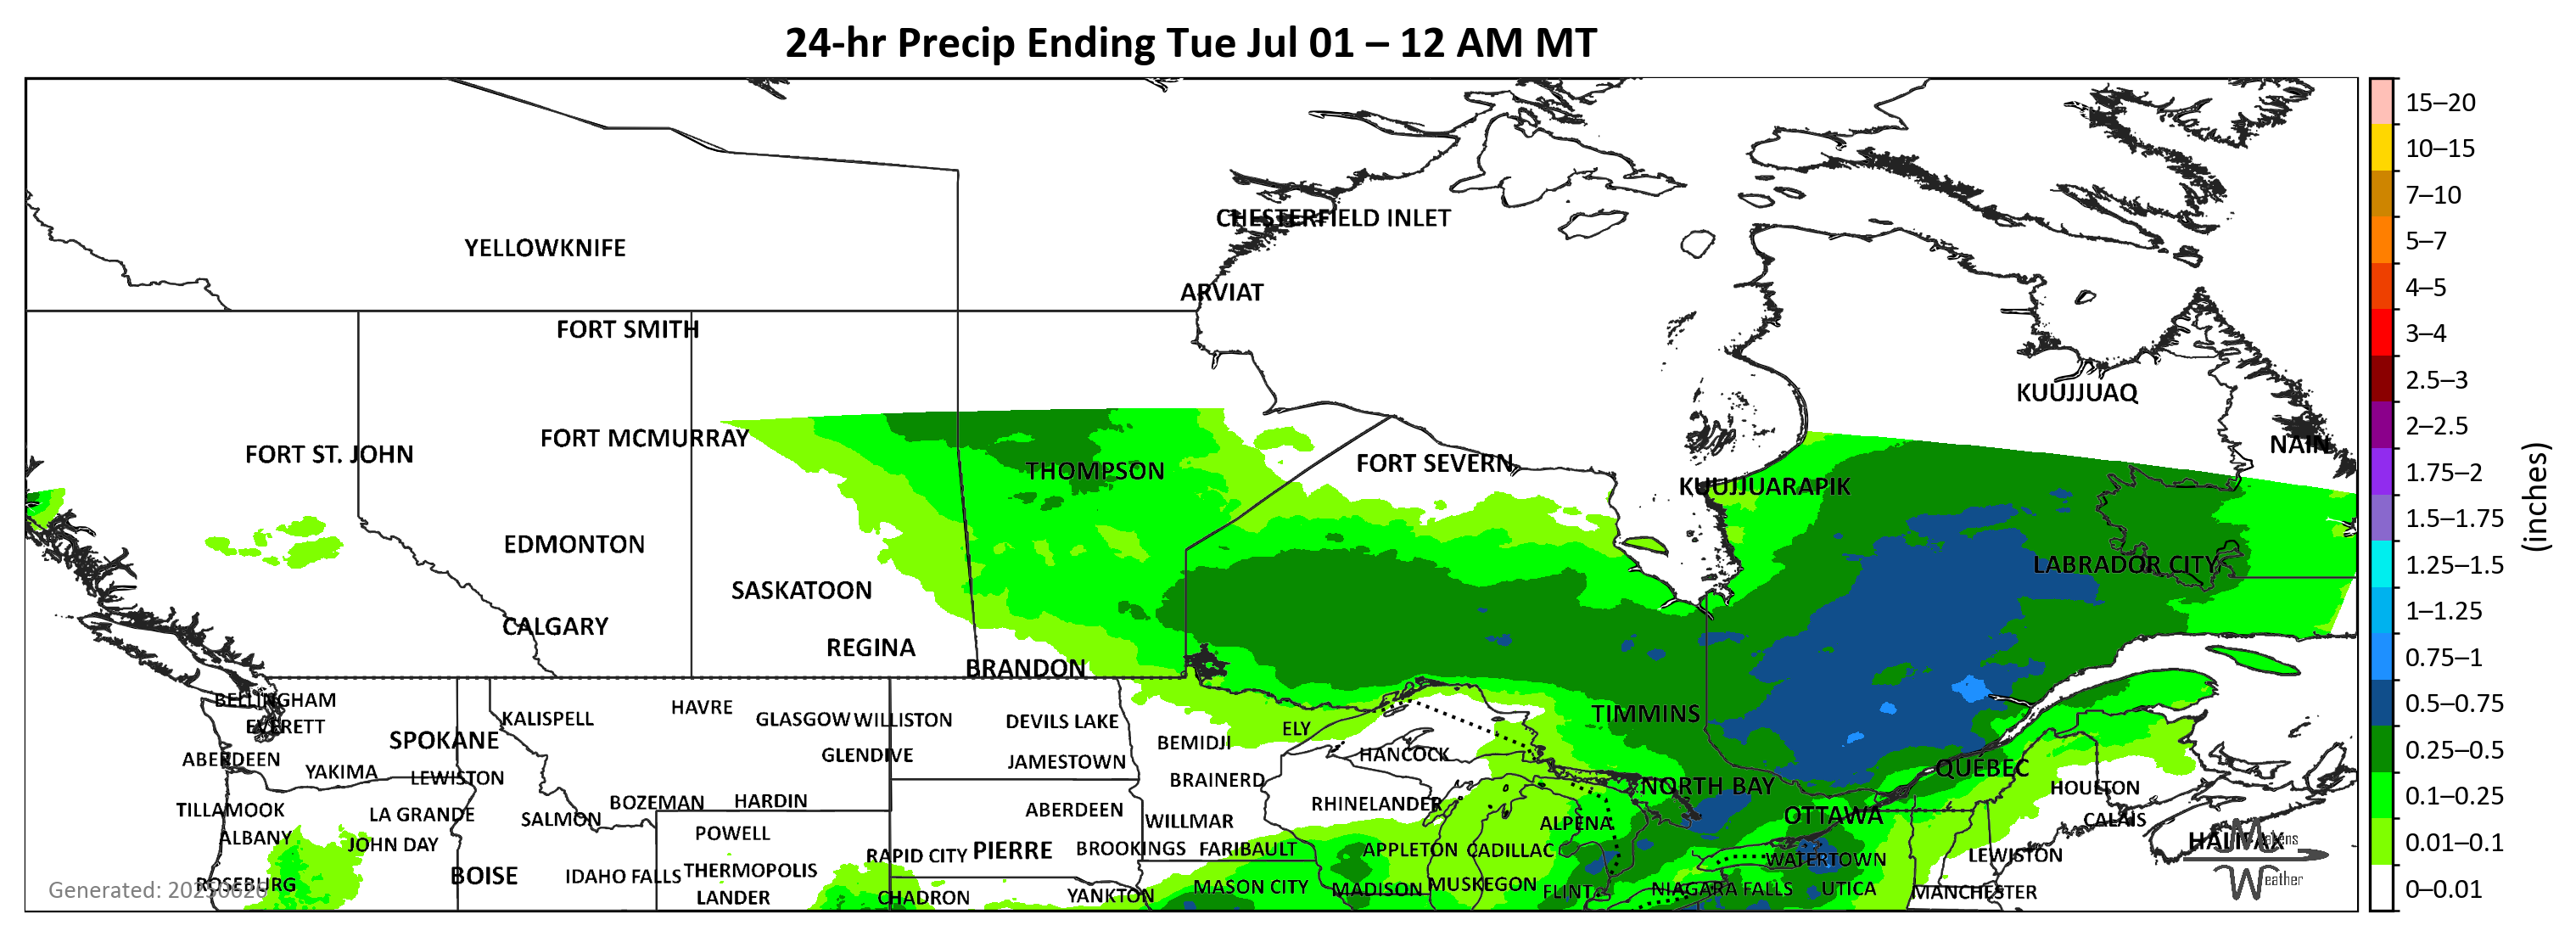 24-hr Precip Ending Tue Jul 01 – 12 AM MT
15–20
10–15
7–10
5–7
4–5
3–4
2.5–3
2–2.5
1.75–2
1.5–1.75
1.25–1.5
1–1.25
0.75–1
0.5–0.75
0.25–0.5
0.1–0.25
0.01–0.1
0–0.01
(inches)
CHESTERFIELD INLET
YELLOWKNIFE
ARVIAT
FORT SMITH
KUUJJUAQ
FORT MCMURRAY
NAIN
FORT ST. JOHN
FORT SEVERN
THOMPSON
KUUJJUARAPIK
EDMONTON
LABRADOR CITY
SASKATOON
CALGARY
REGINA
BRANDON
BELLINGHAM
HAVRE
TIMMINS
KALISPELL
GLASGOW
WILLISTON
DEVILS LAKE
EVERETT
ELY
SPOKANE
BEMIDJI
GLENDIVE
HANCOCK
ABERDEEN
JAMESTOWN
QUÉBEC
YAKIMA
LEWISTON
BRAINERD
NORTH BAY
HOULTON
BOZEMAN
HARDIN
RHINELANDER
TILLAMOOK
LA GRANDE
SALMON
ABERDEEN
WILLMAR
ALPENA
OTTAWA
CALAIS
ALBANY
JOHN DAY
POWELL
HALIFAX
Makens
RAPID CITY
PIERRE
BROOKINGS
FARIBAULT
APPLETON
CADILLAC
WATERTOWN
LEWISTON
BOISE
IDAHO FALLS
THERMOPOLIS
Weather
ROSEBURG
MASON CITY
MADISON
MUSKEGON
FLINT
NIAGARA FALLS
UTICA
MANCHESTER
LANDER
CHADRON
YANKTON
Generated: